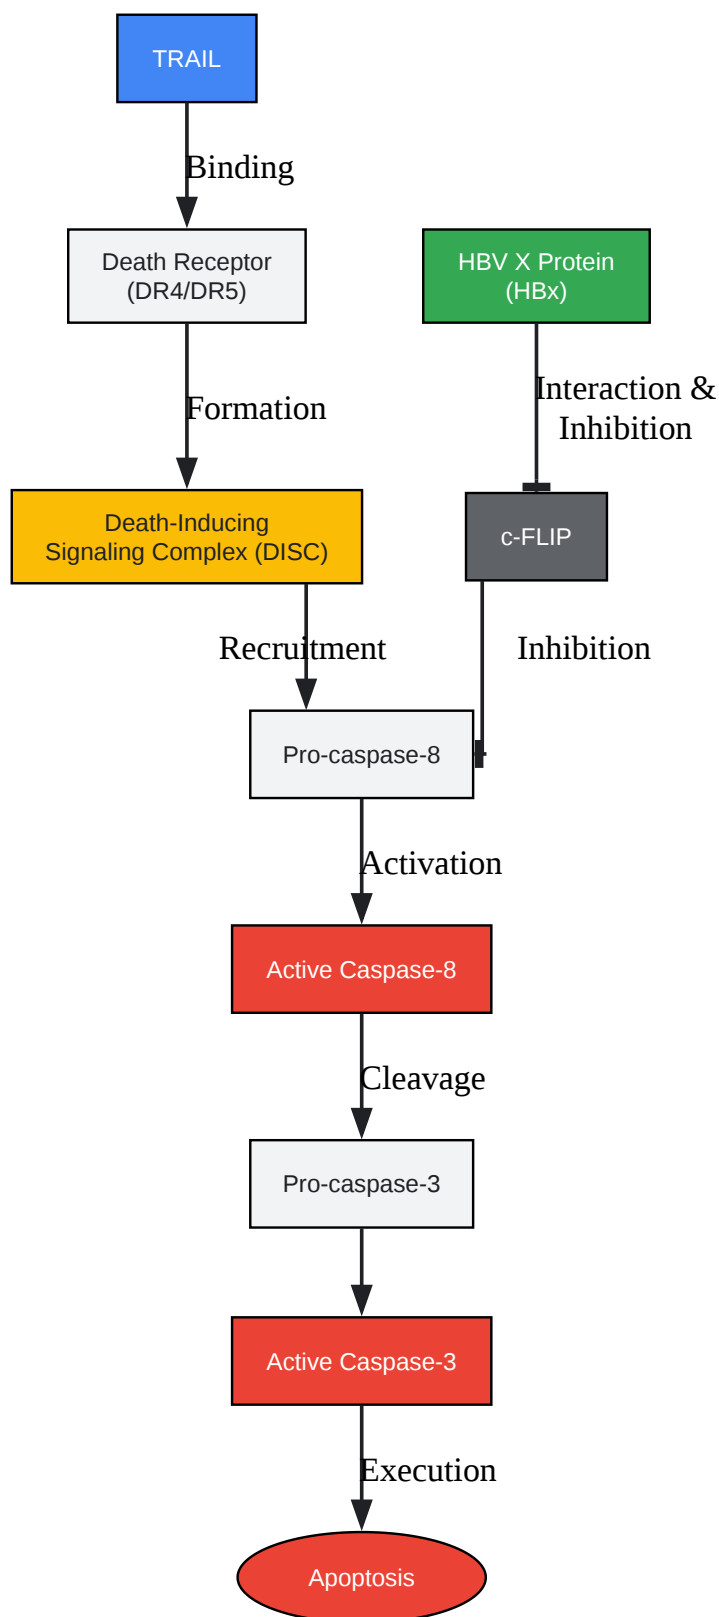 TRAIL
Binding
Death Receptor
(DR4/DR5)
HBV X Protein
(HBx)
Formation
Interaction &
Inhibition
Death-Inducing
Signaling Complex (DISC)
c-FLIP
Recruitment
Inhibition
Pro-caspase-8
Activation
Active Caspase-8
Cleavage
Pro-caspase-3
Active Caspase-3
Execution
Apoptosis